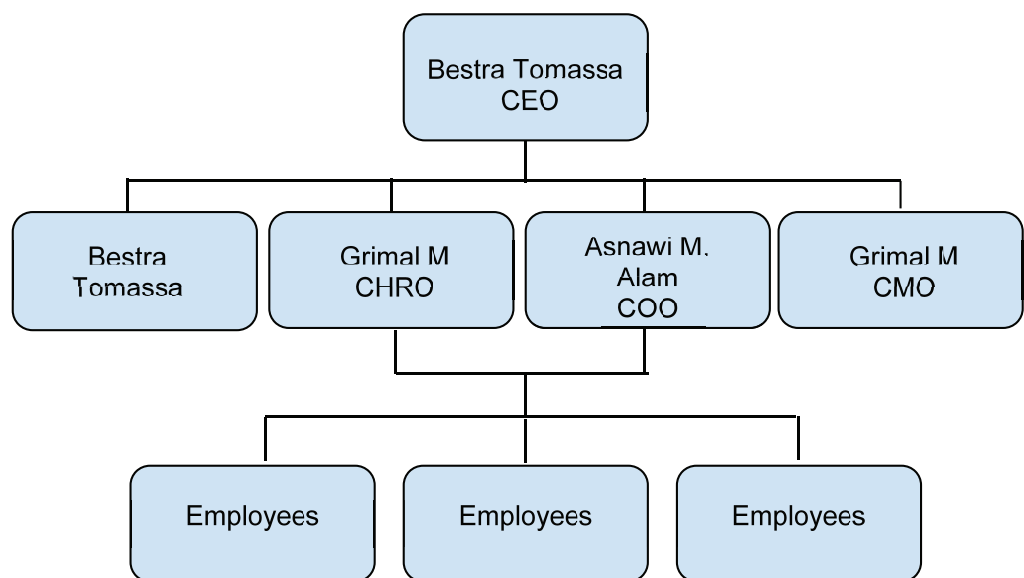 Bestra Tomassa
CEO
Bestra
Tomassa
Grimal M
CHRO
Asnawi M.
Alam
COO
Grimal M
CMO
Employees
Employees
Employees